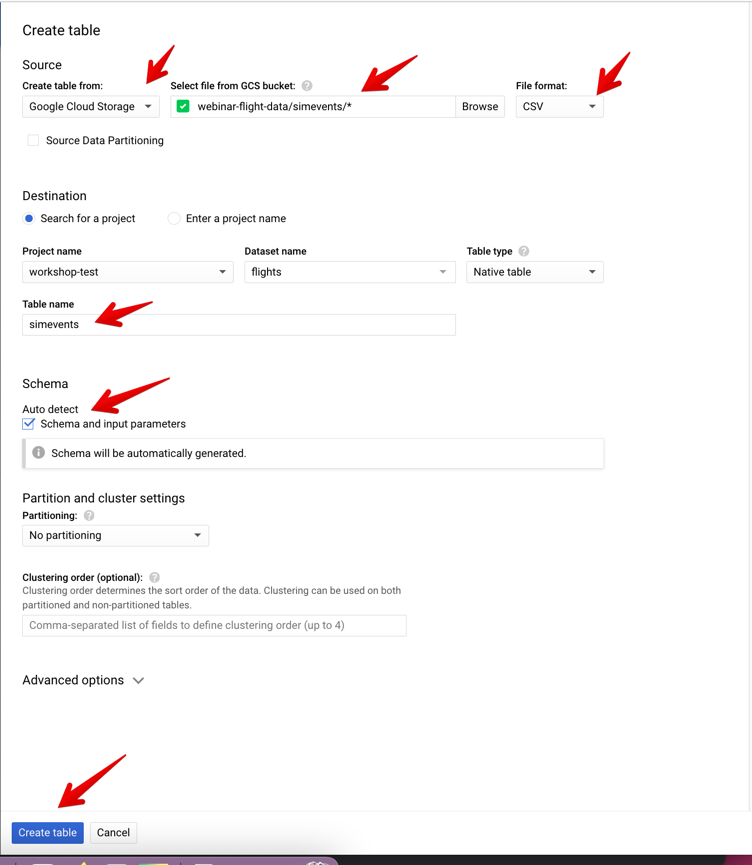 Create table
Source
Create table from: Select file from GCS bucket: ? File format:
Google Cloud Storage webinar-flight-data/simevents/* Browse CSV
Source Data Partitioning
Destination
Search for a project Enter a project name
Project name Dataset name Table type ?
workshop-test flights Native table
Table name
simevents
Schema
Auto detect
Schema and input parameters
Schema will be automatically generated.
Partition and cluster settings
Partitioning: ?
No partitioning
Clustering order (optional): ?
Clustering order determines the sort order of the data. Clustering can be used on both
partitioned and non-partitioned tables.
Comma-separated list of fields to define clustering order (up to 4)
Advanced options
Create table Cancel